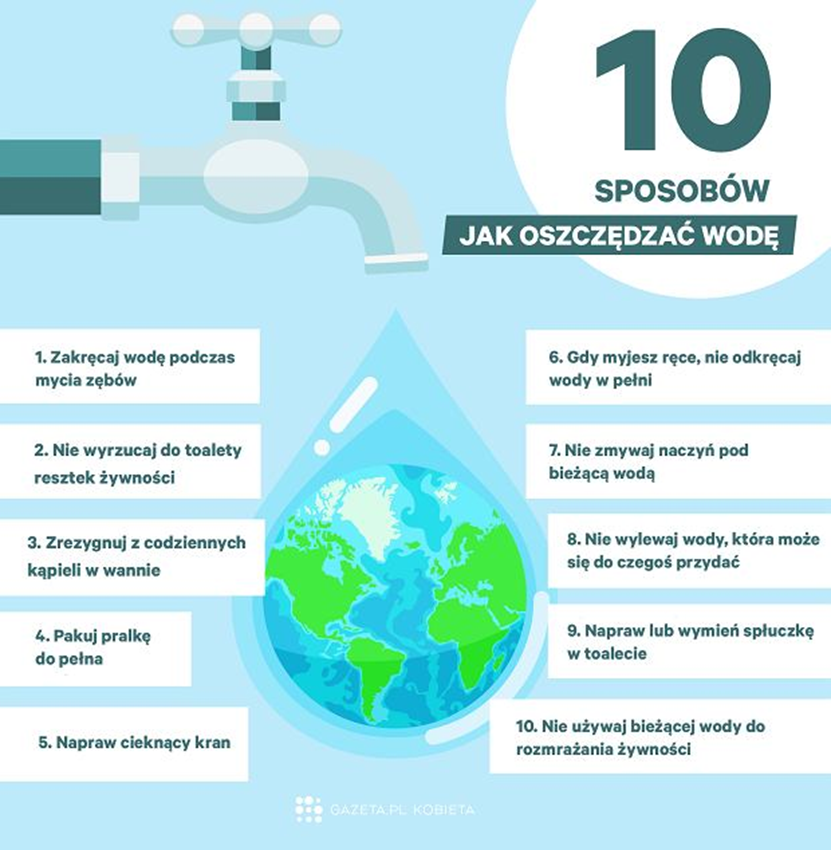 10
SPOSOBÓW
JAK OSZCZĘDZAĆ WODĘ
1. Zakręcaj wodę podczas
mycia zębów
2. Nie wyrzucaj do toalety
resztek żywności
3. Zrezygnuj z codziennych
kąpieli w wannie
4. Pakuj pralkę
do pełna
5. Napraw cieknący kran
6. Gdy myjesz ręce, nie odkręcaj
wody w pełni
7. Nie zmywaj naczyń pod
bieżącą wodą
8. Nie wylewaj wody, która może
się do czegoś przydać
9. Napraw lub wymień spłuczkę
w toalecie
10. Nie używaj bieżącej wody do
rozmrażania żywności
GAZETA.PL KOBIETA